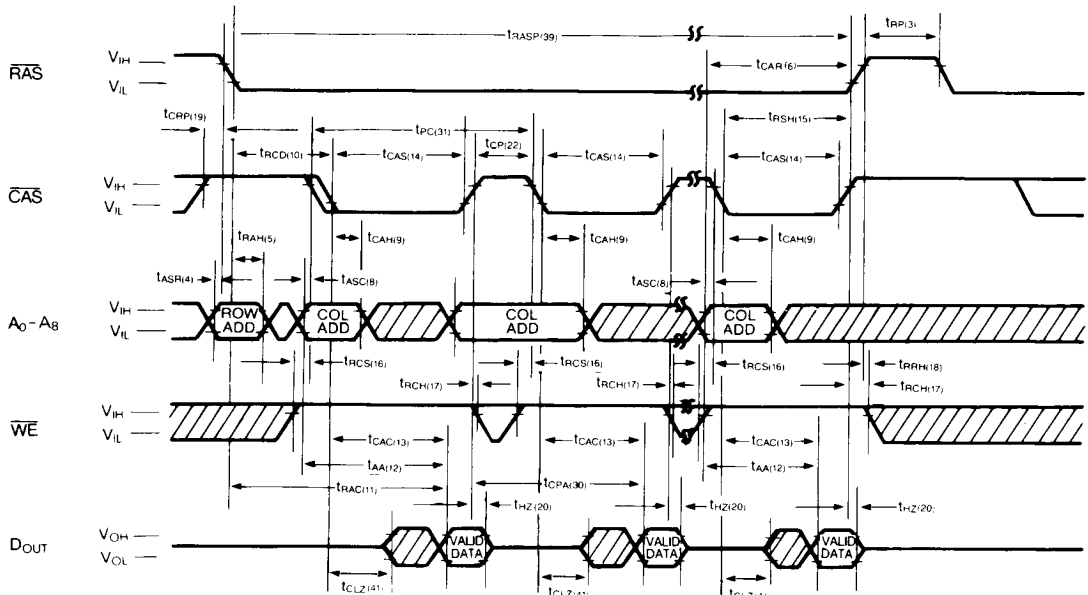 tRASP(39)
tRP(3)
RAS
VIH
VIL
tCAR(6)
tCRP(19)
tPC(31)
tRSH(15)
tRCD(10)
tCAS(14)
tCP(22)
tCAS(14)
tCAS(14)
CAS
VIH
VIL
tRAH(5)
tCAH(9)
tCAH(9)
tCAH(9)
tASR(4)
tASC(8)
tASC(8)
A0-A8
VIH
VIL
ROW ADD
COL ADD
COL ADD
COL ADD
tRCS(16)
tRCS(16)
tRCS(16)
tRRH(18)
tRCH(17)
tRCH(17)
tRCH(17)
WE
VIH
VIL
tCAC(13)
tCAC(13)
tCAC(13)
tAA(12)
tAA(12)
tRAC(11)
tCPA(30)
tHZ(20)
tHZ(20)
tHZ(20)
DOUT
VOH
VOL
VALID DATA
VALID DATA
VALID DATA
tCLZ(41)
tCLZ(41)